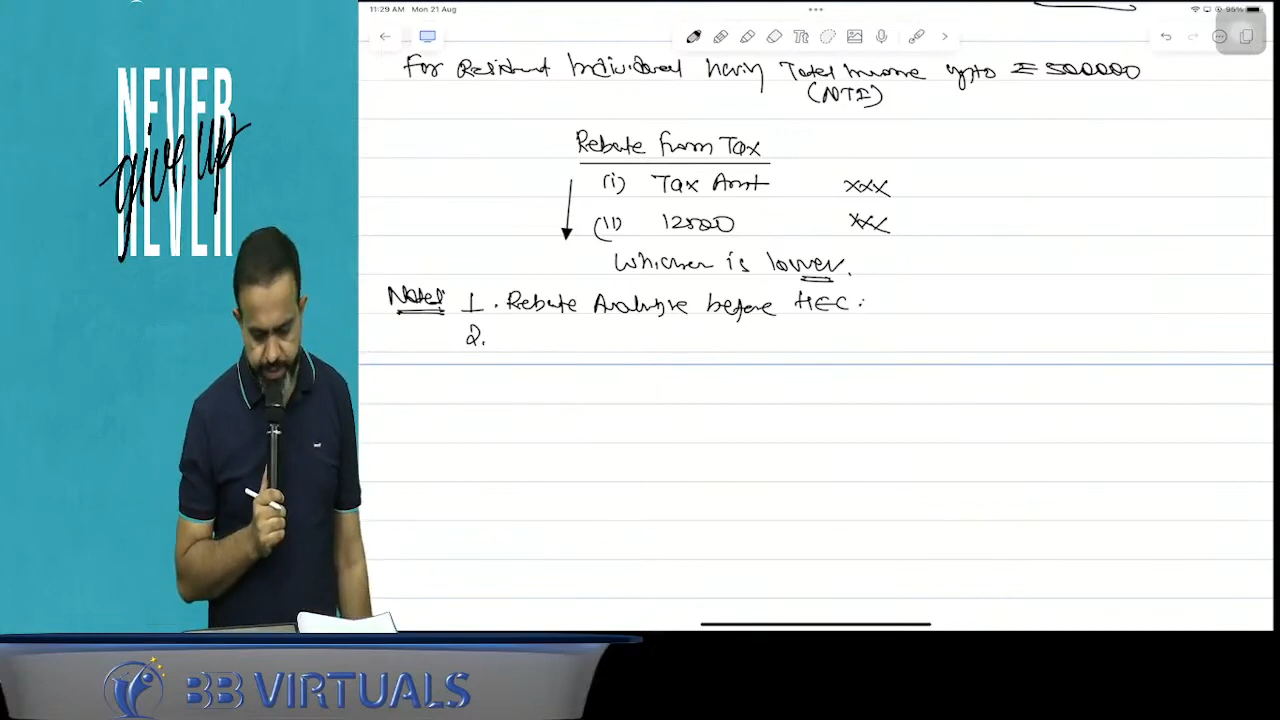 11:29 AM Mon 21 Aug
95%
NEVER
give up
NEVER
For Resident Individual having Total Income upto ₹ 500000
(NTI)
Rebate from Tax
(i) Tax Amt xxx
(ii) 12500 xxx
Whichever is lower.
Notes 1. Rebate Available before HEC.
2.
BB VIRTUALS